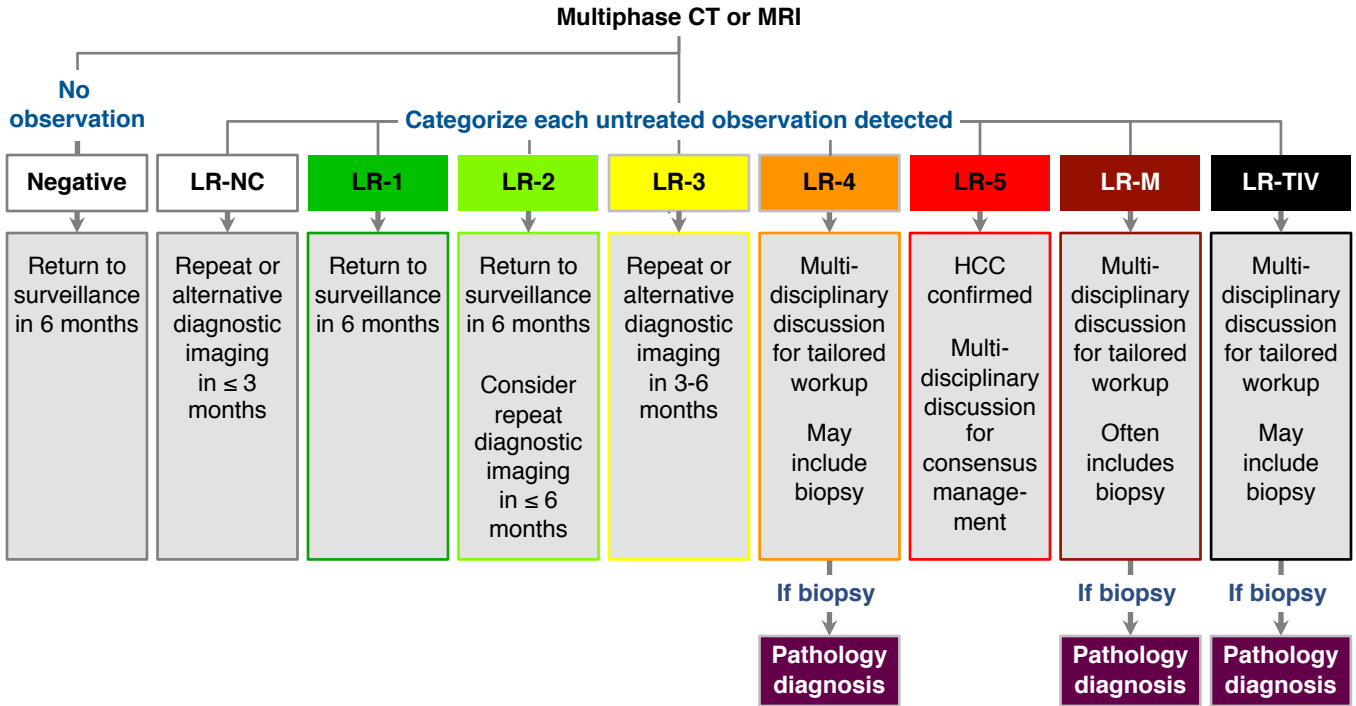 Multiphase CT or MRI
No
observation
Categorize each untreated observation detected
Negative
LR-NC
LR-1
LR-2
LR-3
LR-4
LR-5
LR-M
LR-TIV
Return to
surveillance
in 6 months
Repeat or
alternative
diagnostic
imaging
in ≤ 3
months
Return to
surveillance
in 6 months
Return to
surveillance
in 6 months
Consider
repeat
diagnostic
imaging
in ≤ 6
months
Repeat or
alternative
diagnostic
imaging
in 3-6
months
Multi-
disciplinary
discussion
for tailored
workup
May
include
biopsy
HCC
confirmed
Multi-
disciplinary
discussion
for
consensus
manage-
ment
Multi-
disciplinary
discussion
for tailored
workup
Often
includes
biopsy
Multi-
disciplinary
discussion
for tailored
workup
May
include
biopsy
If biopsy
If biopsy
If biopsy
Pathology
diagnosis
Pathology
diagnosis
Pathology
diagnosis